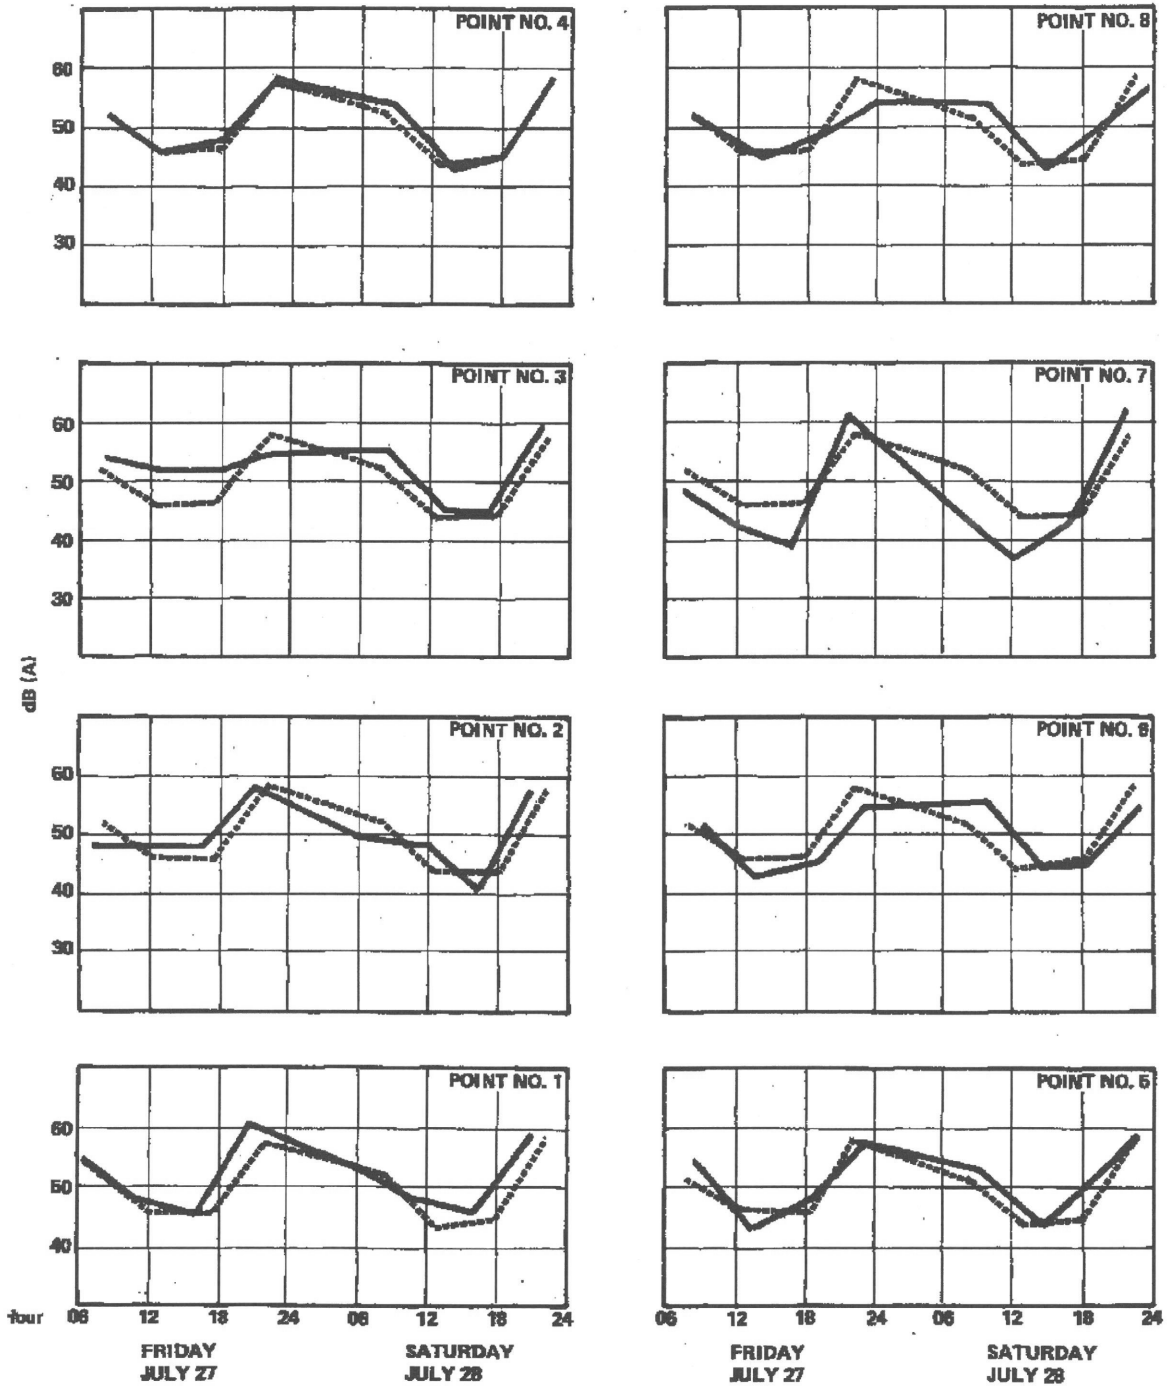 POINT NO. 4
60
50
40
30
POINT NO. 8
POINT NO. 3
60
50
40
30
POINT NO. 7
dB (A)
POINT NO. 2
60
50
40
30
POINT NO. 6
POINT NO. 1
60
50
40
POINT NO. 5
Hour 06 12 18 24 06 12 18 24
06 12 18 24 06 12 18 24
FRIDAY
JULY 27
SATURDAY
JULY 28
FRIDAY
JULY 27
SATURDAY
JULY 28